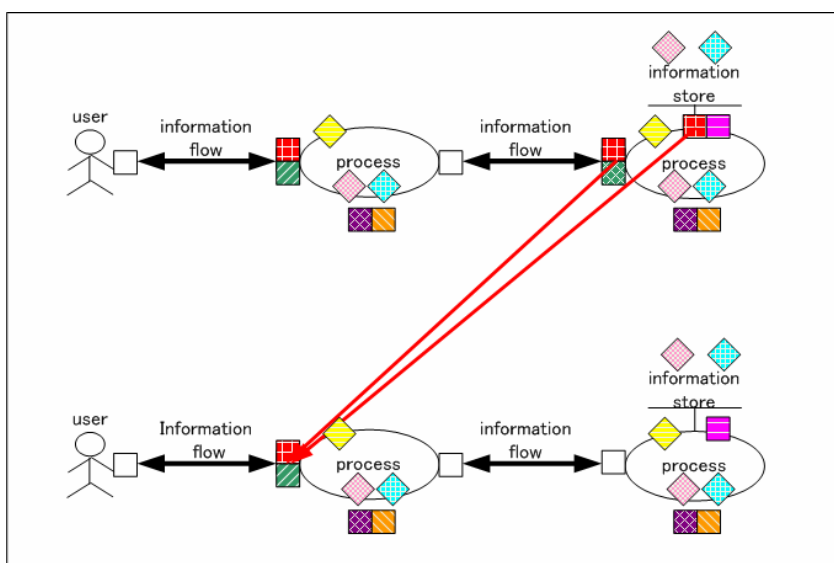 information
store
user
information
flow
process
information
flow
process
information
store
user
Information
flow
process
information
flow
process